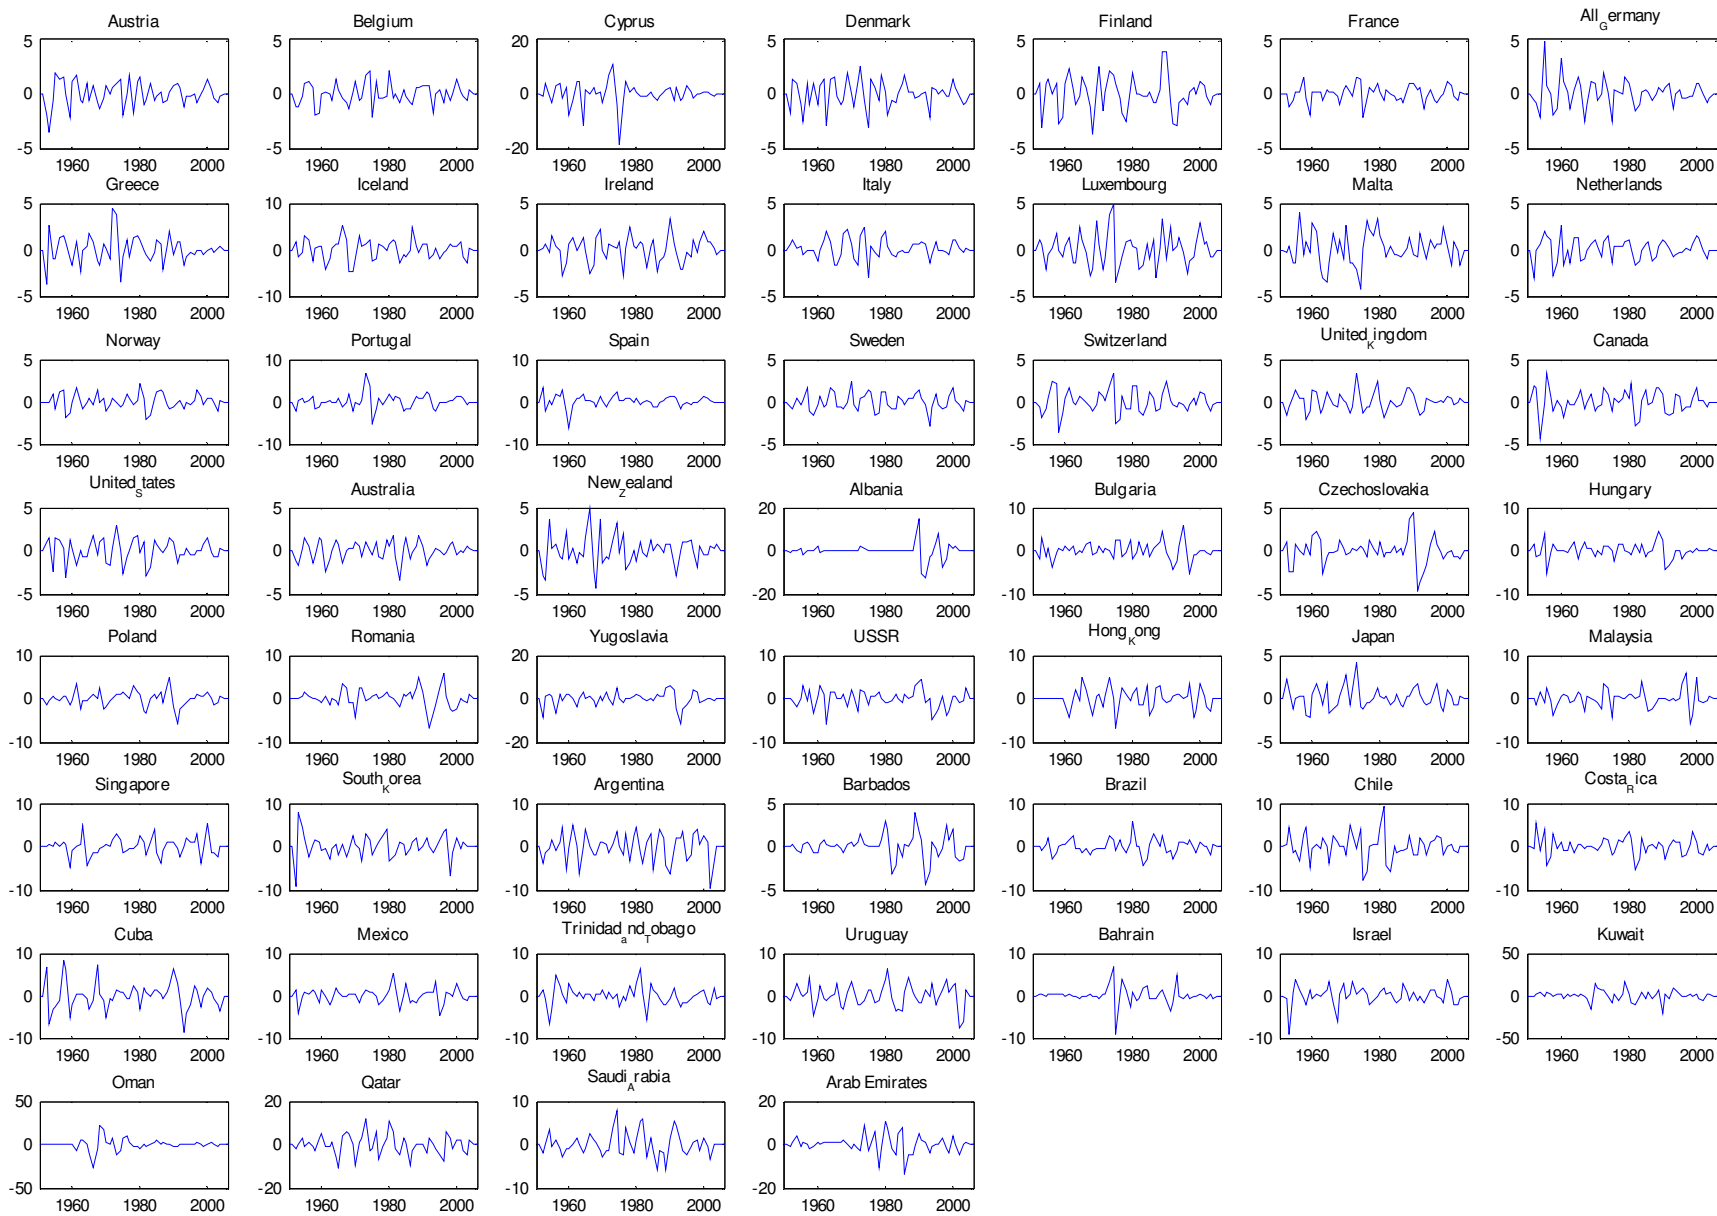 Austria Belgium Cyprus Denmark Finland France AllGermany
5 5 20 5 5 5 5
0 0 0 0 0 0 0
-5 -5 -20 -5 -5 -5 -5
1960 1980 2000 1960 1980 2000 1960 1980 2000 1960 1980 2000 1960 1980 2000 1960 1980 2000 1960 1980 2000
Greece Iceland Ireland Italy Luxembourg Malta Netherlands
5 10 5 5 5 5 5
0 0 0 0 0 0 0
-5 -10 -5 -5 -5 -5 -5
1960 1980 2000 1960 1980 2000 1960 1980 2000 1960 1980 2000 1960 1980 2000 1960 1980 2000 1960 1980 2000
Norway Portugal Spain Sweden Switzerland UnitedKingdom Canada
5 10 10 5 5 5 5
0 0 0 0 0 0 0
-5 -10 -10 -5 -5 -5 -5
1960 1980 2000 1960 1980 2000 1960 1980 2000 1960 1980 2000 1960 1980 2000 1960 1980 2000 1960 1980 2000
UnitedStates Australia NewZealand Albania Bulgaria Czechoslovakia Hungary
5 5 5 20 10 5 10
0 0 0 0 0 0 0
-5 -5 -5 -20 -10 -5 -10
1960 1980 2000 1960 1980 2000 1960 1980 2000 1960 1980 2000 1960 1980 2000 1960 1980 2000 1960 1980 2000
Poland Romania Yugoslavia USSR HongKong Japan Malaysia
10 10 20 10 10 5 10
0 0 0 0 0 0 0
-10 -10 -20 -10 -10 -5 -10
1960 1980 2000 1960 1980 2000 1960 1980 2000 1960 1980 2000 1960 1980 2000 1960 1980 2000 1960 1980 2000
Singapore SouthKorea Argentina Barbados Brazil Chile CostaRica
10 10 10 5 10 10 10
0 0 0 0 0 0 0
-10 -10 -10 -5 -10 -10 -10
1960 1980 2000 1960 1980 2000 1960 1980 2000 1960 1980 2000 1960 1980 2000 1960 1980 2000 1960 1980 2000
Cuba Mexico TrinidadandTobago Uruguay Bahrain Israel Kuwait
10 10 10 10 10 10 50
0 0 0 0 0 0 0
-10 -10 -10 -10 -10 -10 -50
1960 1980 2000 1960 1980 2000 1960 1980 2000 1960 1980 2000 1960 1980 2000 1960 1980 2000 1960 1980 2000
Oman Qatar SaudiArabia Arab Emirates
50 20 10 20
0 0 0 0
-50 -20 -10 -20
1960 1980 2000 1960 1980 2000 1960 1980 2000 1960 1980 2000